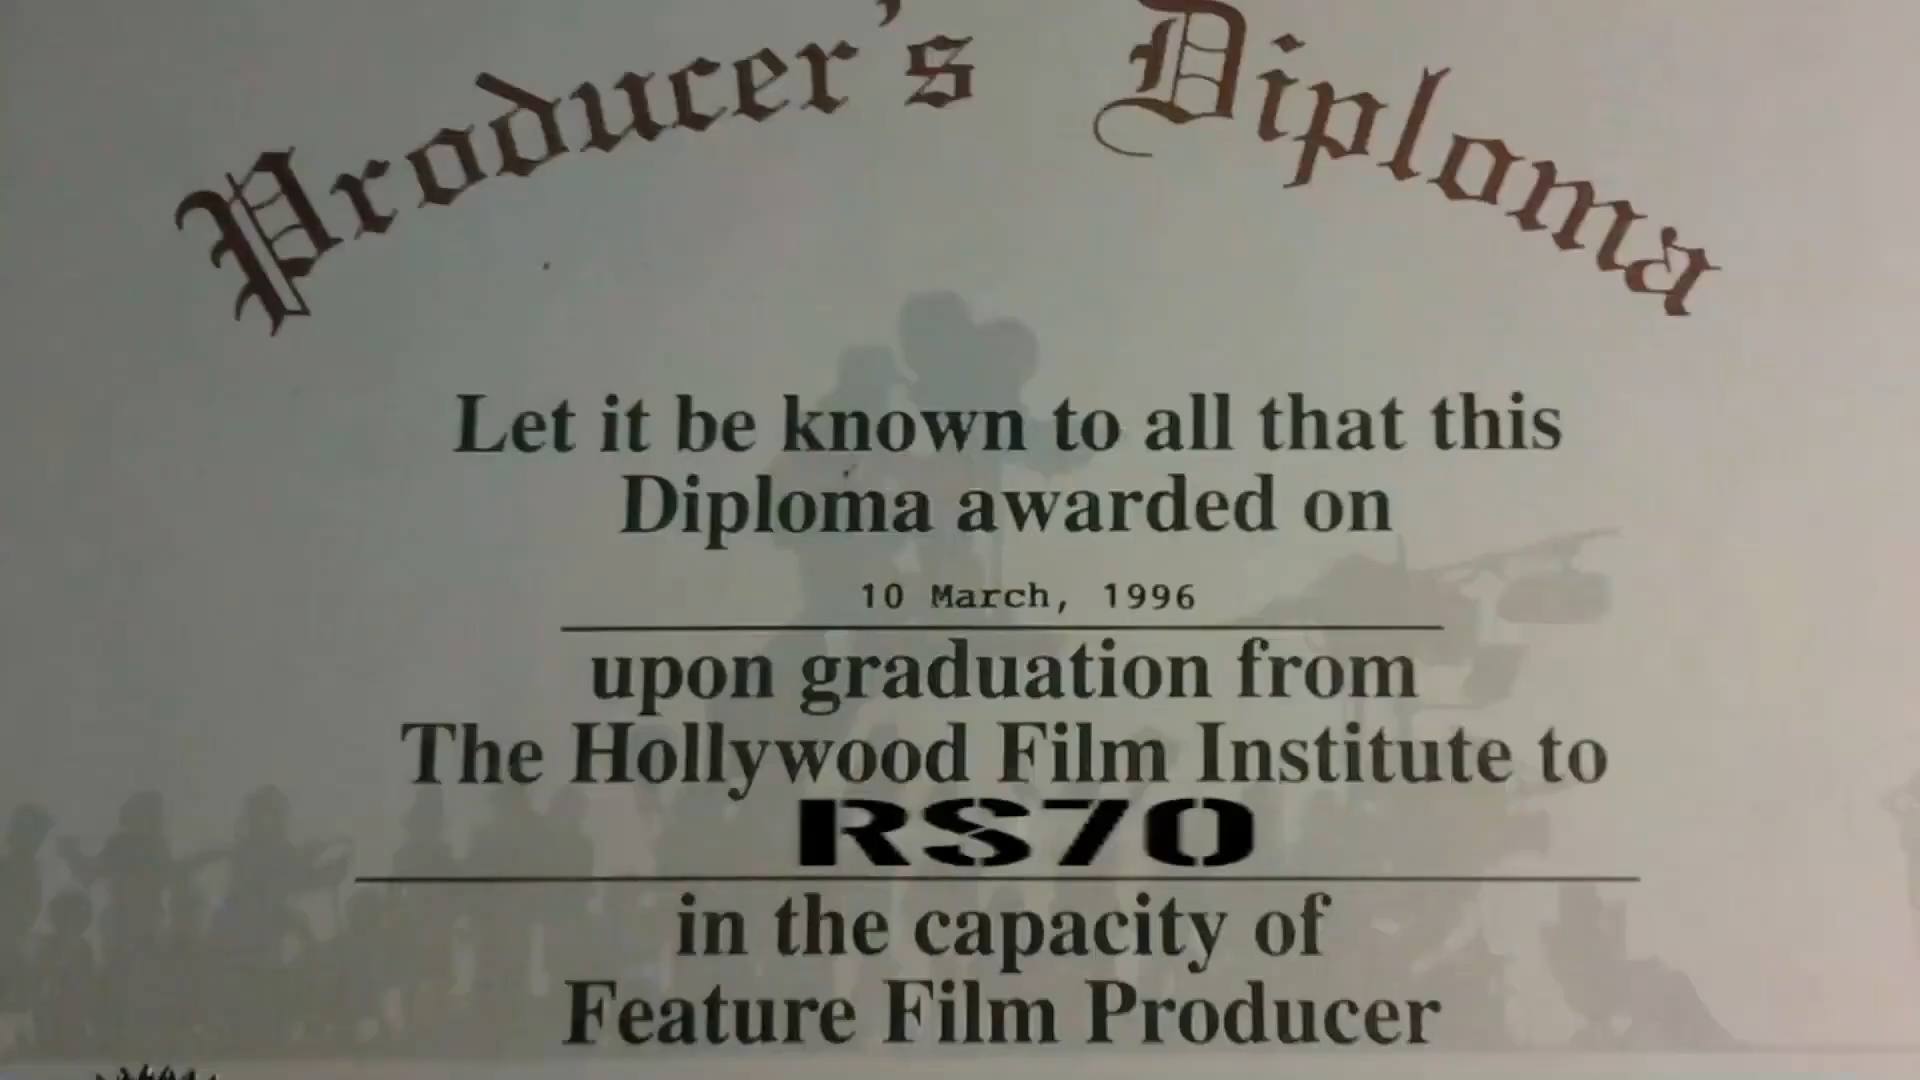 Producer's Diploma
Let it be known to all that this
Diploma awarded on
10 March, 1996
upon graduation from
The Hollywood Film Institute to
RS70
in the capacity of
Feature Film Producer